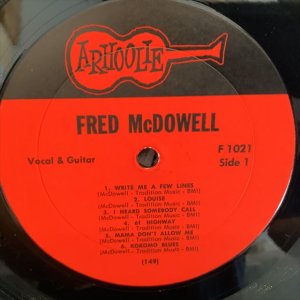 ARHOOLIE
FRED McDOWELL
F 1021
Vocal & Guitar
Side 1
1. WRITE ME A FEW LINES
(McDowell - Tradition Music - BMI)
2. LOUISE
(McDowell - Tradition Music - BMI)
3. I HEARD SOMEBODY CALL
(McDowell - Tradition Music - BMI)
4. 61 HIGHWAY
(McDowell - Tradition Music - BMI)
5. MAMA DON'T ALLOW ME
(McDowell - Tradition Music - BMI)
6. KOKOMO BLUES
(McDowell - Tradition Music - BMI)
(149)